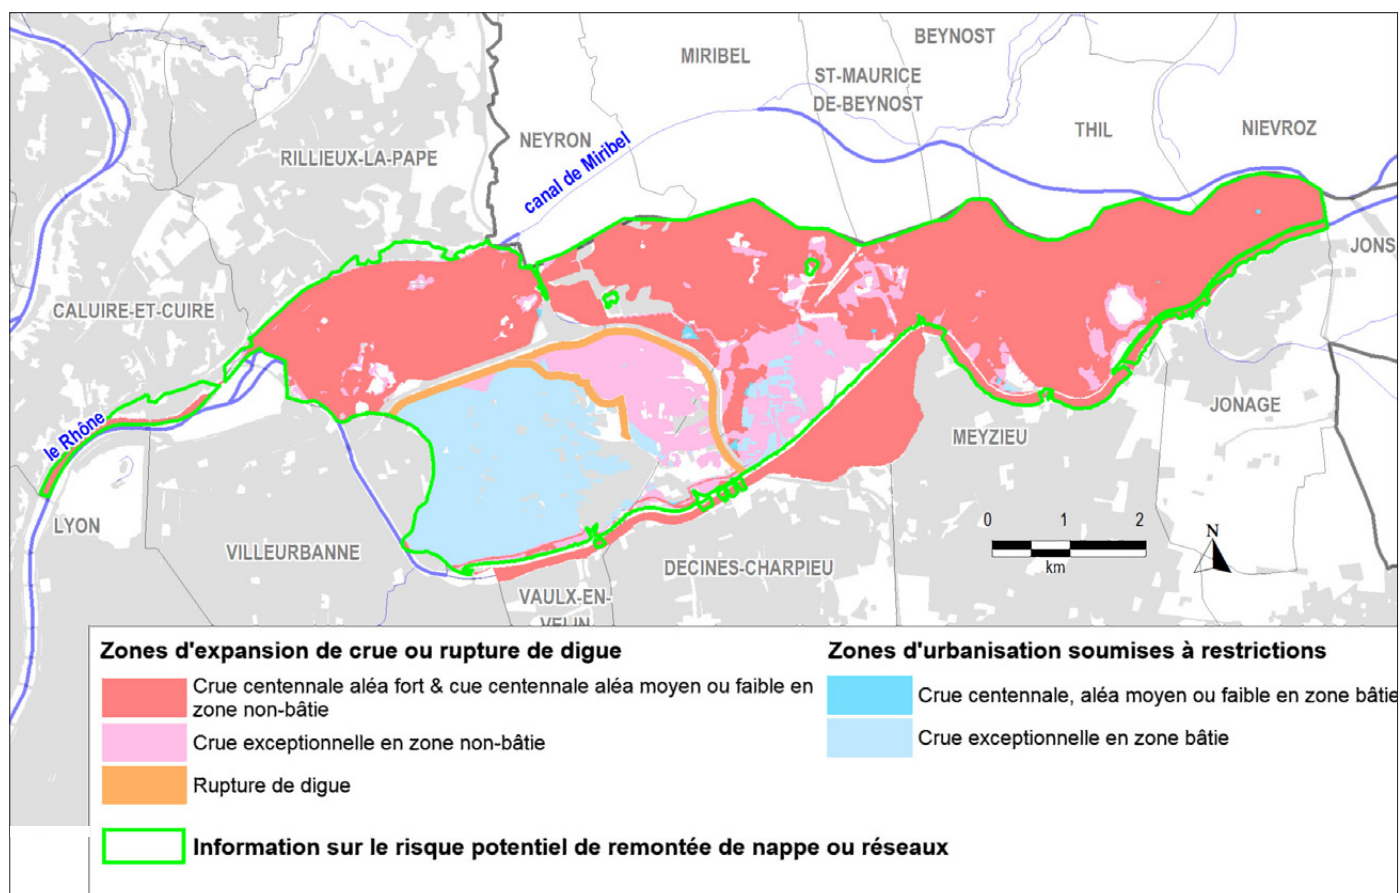 BEYNOST
MIRIBEL
ST-MAURICE
DE-BEYNOST
THIL
NIEVROZ
NEYRON
RILLIEUX-LA-PAPE
canal de Miribel
JONS
CALUIRE-ET-CUIRE
JONAGE
le Rhône
MEYZIEU
LYON
VILLEURBANNE
DECINES-CHARPIEU
VAULX-EN-
VELIN
0 1 2
km
N
Zones d'expansion de crue ou rupture de digue
Crue centennale aléa fort & cue centennale aléa moyen ou faible en
zone non-bâtie
Crue exceptionnelle en zone non-bâtie
Rupture de digue
Zones d'urbanisation soumises à restrictions
Crue centennale, aléa moyen ou faible en zone bâtie
Crue exceptionnelle en zone bâtie
Information sur le risque potentiel de remontée de nappe ou réseaux